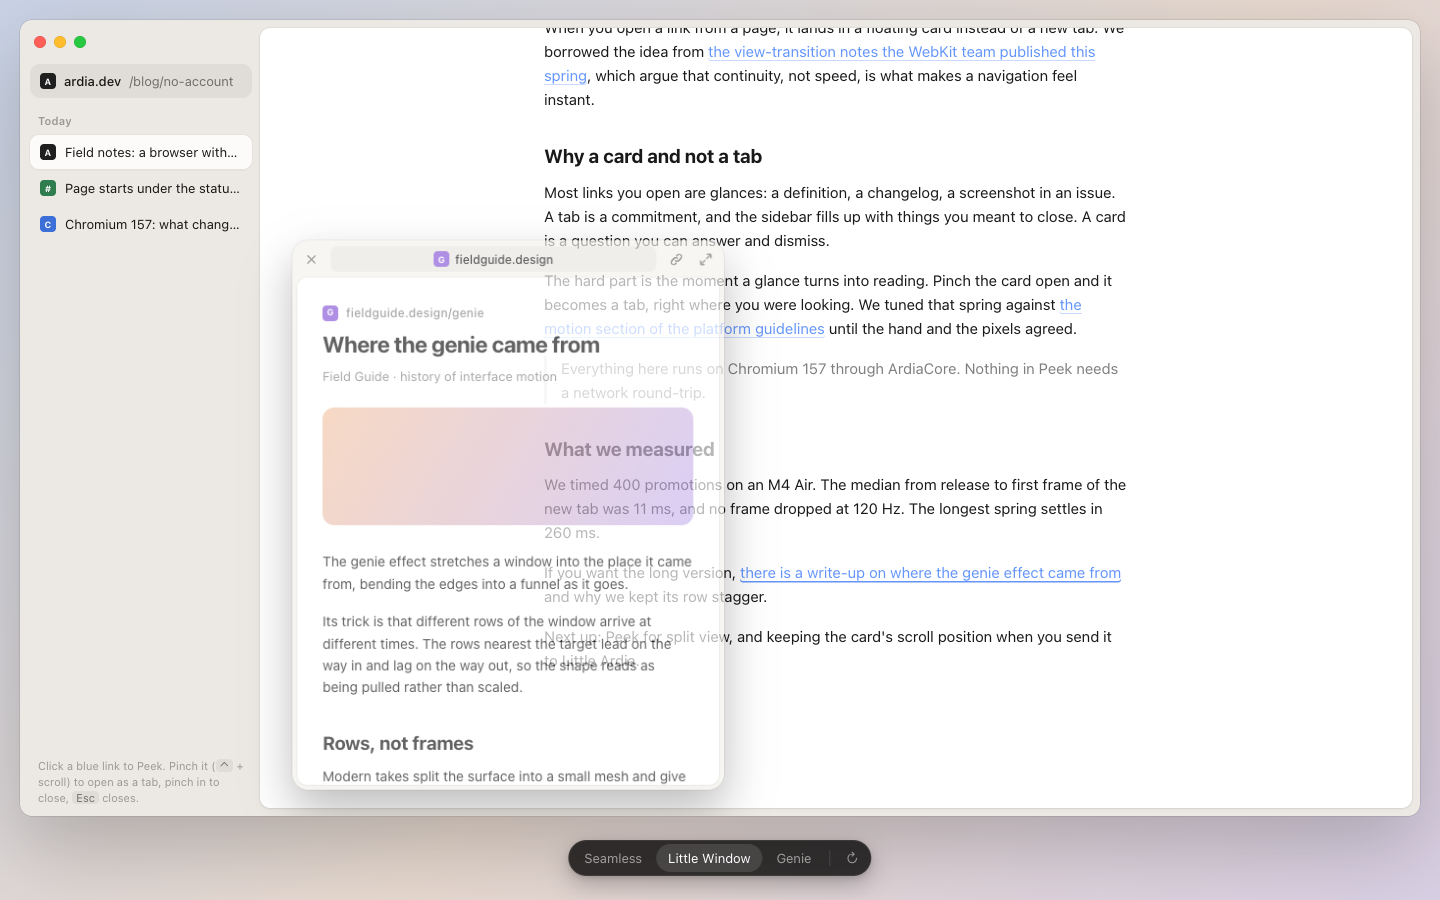 A ardia.dev /blog/no-account
Today
A Field notes: a browser with...
# Page starts under the statu...
C Chromium 157: what chang...
Click a blue link to Peek. Pinch it (^ +
scroll) to open as a tab, pinch in to
close, Esc closes.
When you open a link from a page, it lands in a floating card instead of a new tab. We
borrowed the idea from the view-transition notes the WebKit team published this
spring, which argue that continuity, not speed, is what makes a navigation feel
instant.
Why a card and not a tab
Most links you open are glances: a definition, a changelog, a screenshot in an issue.
A tab is a commitment, and the sidebar fills up with things you meant to close. A card
is a question you can answer and dismiss.
The hard part is the moment a glance turns into reading. Pinch the card open and it
becomes a tab, right where you were looking. We tuned that spring against the
motion section of the platform guidelines until the hand and the pixels agreed.
Everything here runs on Chromium 157 through ArdiaCore. Nothing in Peek needs
a network round-trip.
What we measured
We timed 400 promotions on an M4 Air. The median from release to first frame of the
new tab was 11 ms, and no frame dropped at 120 Hz. The longest spring settles in
260 ms.
If you want the long version, there is a write-up on where the genie effect came from
and why we kept its row stagger.
Next up: Peek for split view, and keeping the card's scroll position when you send it
to Little Ardia.
G fieldguide.design
G fieldguide.design/genie
Where the genie came from
Field Guide · history of interface motion
The genie effect stretches a window into the place it came
from, bending the edges into a funnel as it goes.
Its trick is that different rows of the window arrive at
different times. The rows nearest the target lead on the
way in and lag on the way out, so the shape reads as
being pulled rather than scaled.
Rows, not frames
Modern takes split the surface into a small mesh and give
Seamless
Little Window
Genie